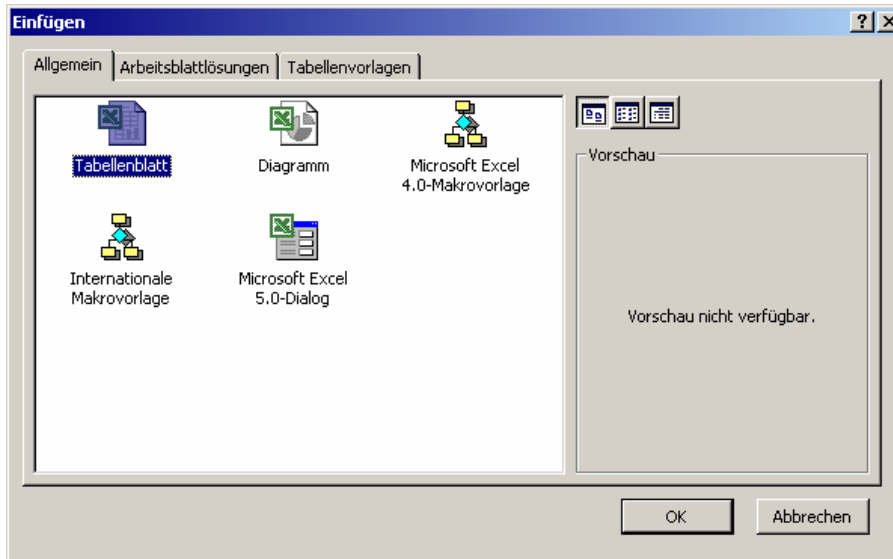 Einfügen
Allgemein
Arbeitsblattlösungen
Tabellenvorlagen
Tabellenblatt
Diagramm
Microsoft Excel
4.0-Makrovorlage
Internationale
Makrovorlage
Microsoft Excel
5.0-Dialog
Vorschau
Vorschau nicht verfügbar.
OK
Abbrechen